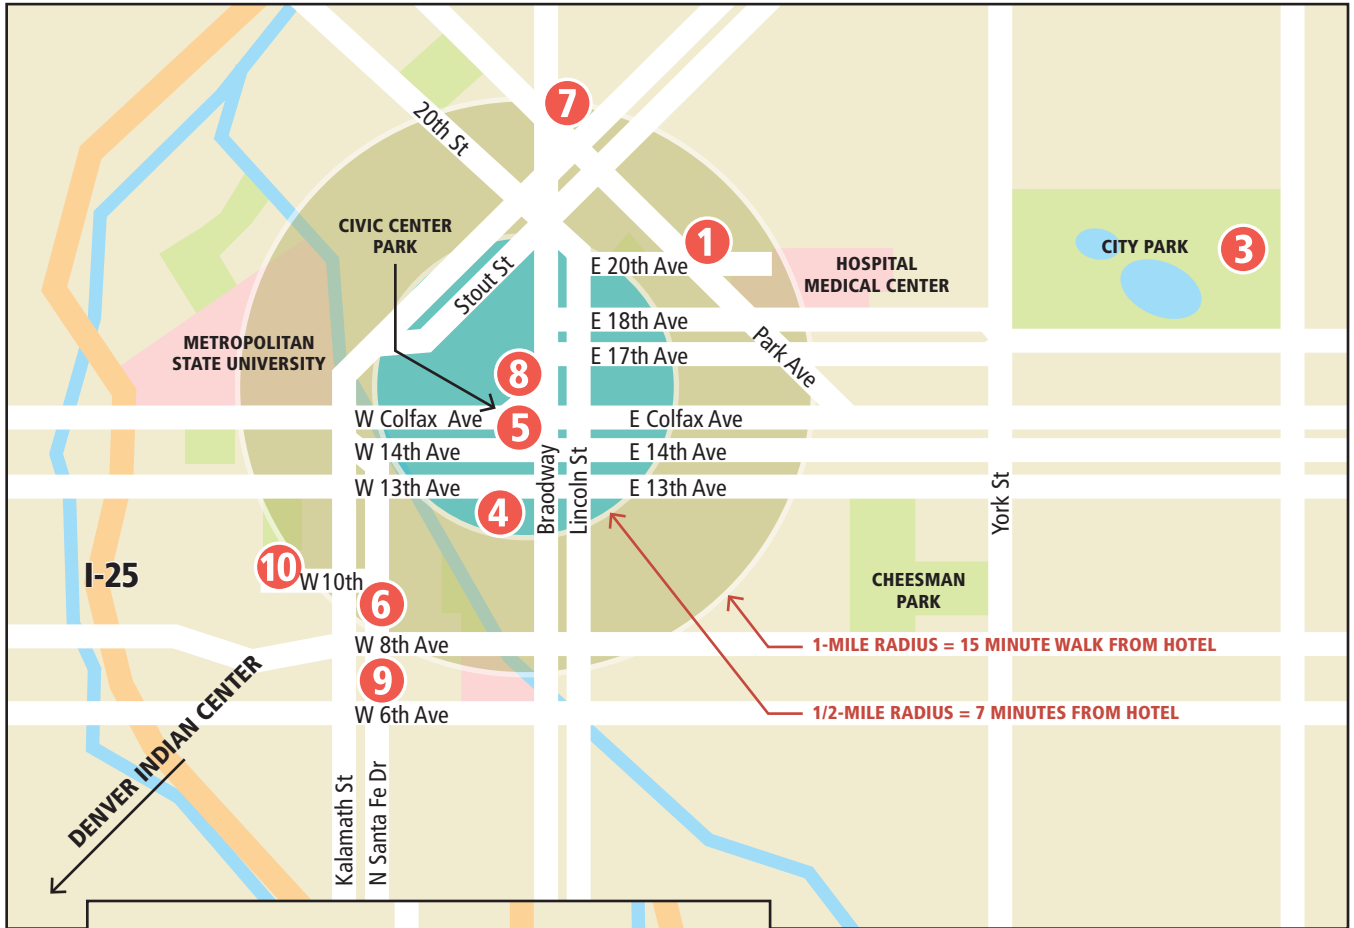 7
20th St
CIVIC CENTER
PARK
1
CITY PARK
3
E 20th Ave
HOSPITAL
MEDICAL CENTER
Stout St
E 18th Ave
METROPOLITAN
STATE UNIVERSITY
E 17th Ave
Park Ave
8
W Colfax Ave
5
E Colfax Ave
W 14th Ave
E 14th Ave
W 13th Ave
E 13th Ave
Braodway
Lincoln St
York St
4
10
I-25
W 10th
6
CHEESMAN
PARK
W 8th Ave
1-MILE RADIUS = 15 MINUTE WALK FROM HOTEL
9
W 6th Ave
1/2-MILE RADIUS = 7 MINUTES FROM HOTEL
DENVER INDIAN CENTER
Kalamath St
N Santa Fe Dr